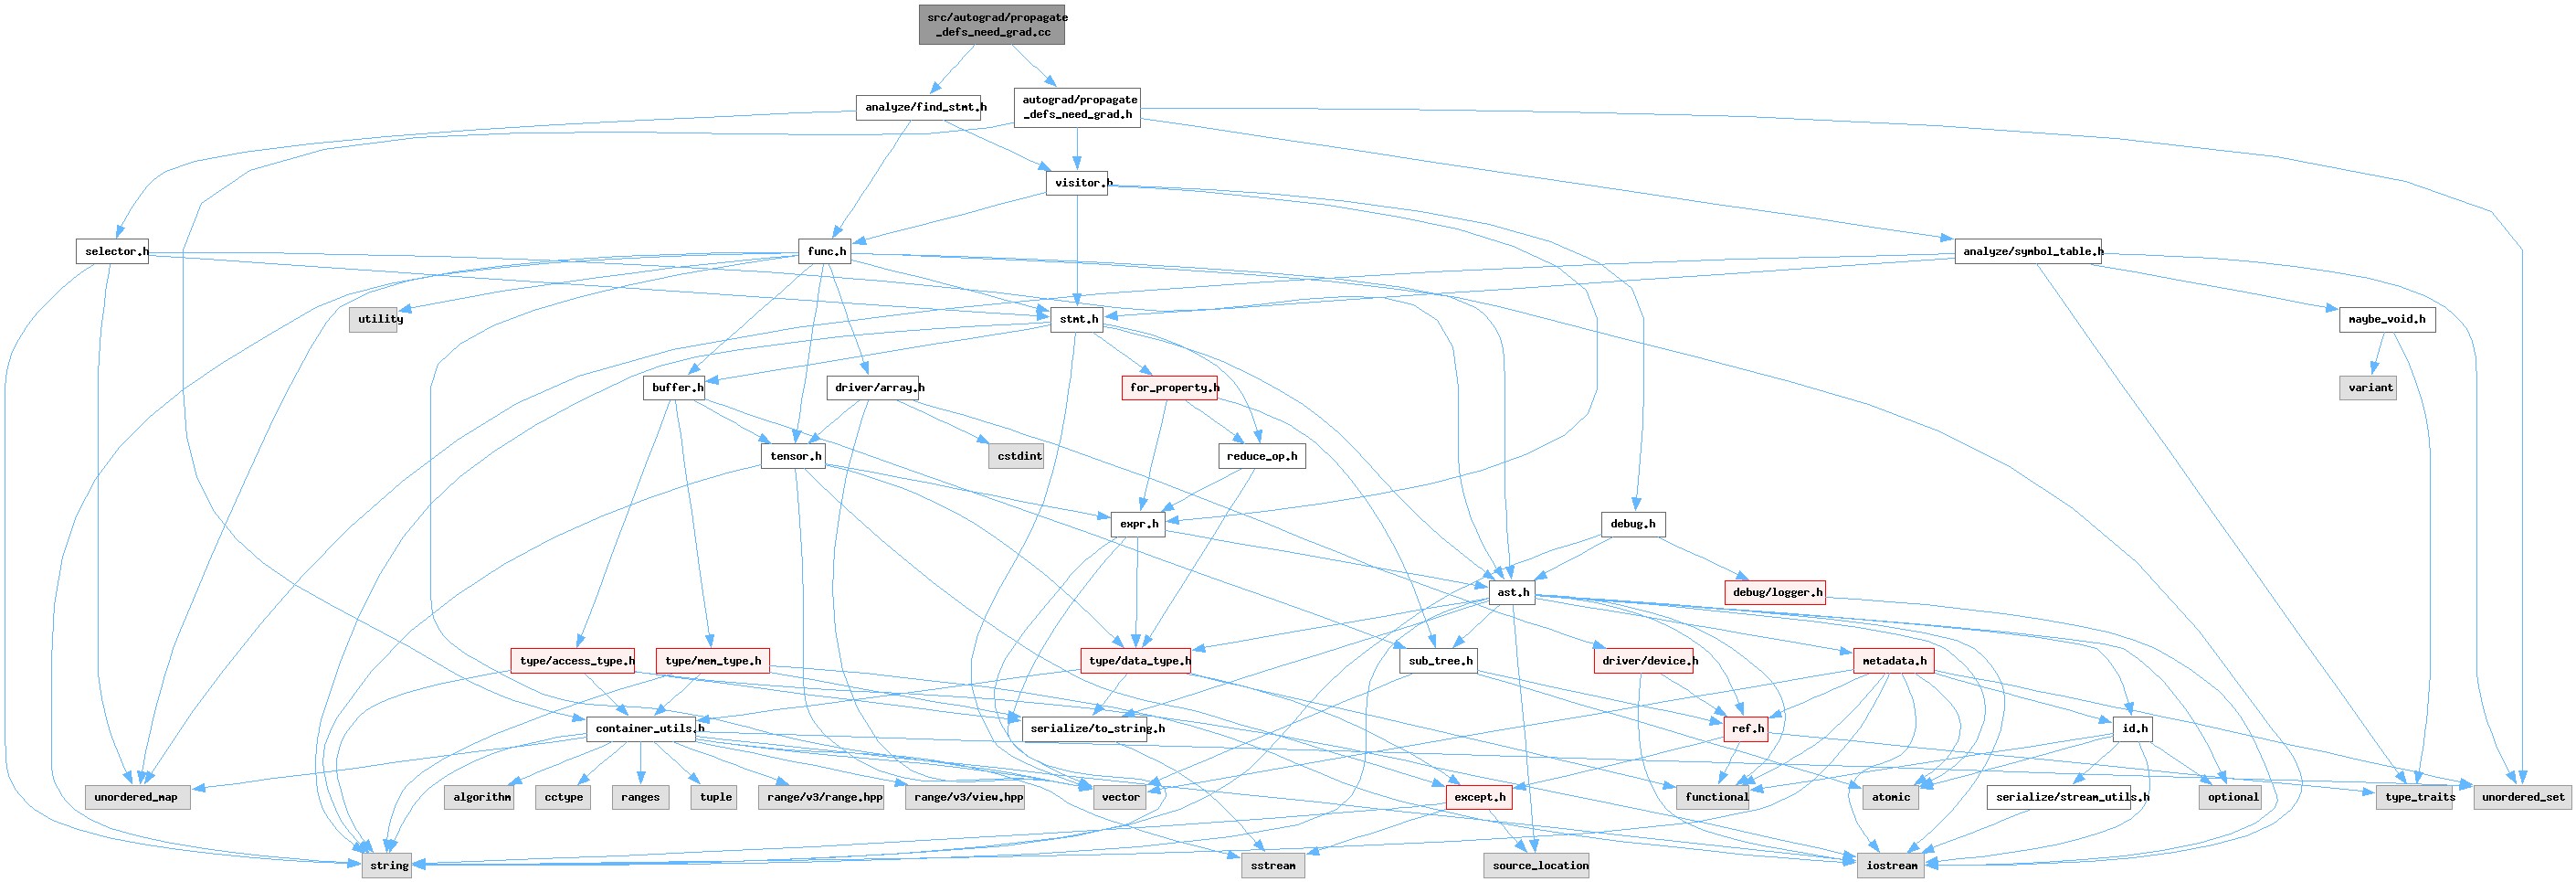 src/autograd/propagate
_defs_need_grad.cc
analyze/find_stmt.h
autograd/propagate
_defs_need_grad.h
visitor.h
selector.h
func.h
analyze/symbol_table.h
utility
stmt.h
maybe_void.h
buffer.h
driver/array.h
for_property.h
variant
tensor.h
cstdint
reduce_op.h
expr.h
debug.h
ast.h
debug/logger.h
type/access_type.h
type/mem_type.h
type/data_type.h
sub_tree.h
driver/device.h
metadata.h
container_utils.h
serialize/to_string.h
ref.h
id.h
unordered_map
algorithm
cctype
ranges
tuple
range/v3/range.hpp
range/v3/view.hpp
vector
except.h
functional
atomic
serialize/stream_utils.h
optional
type_traits
unordered_set
string
sstream
source_location
iostream